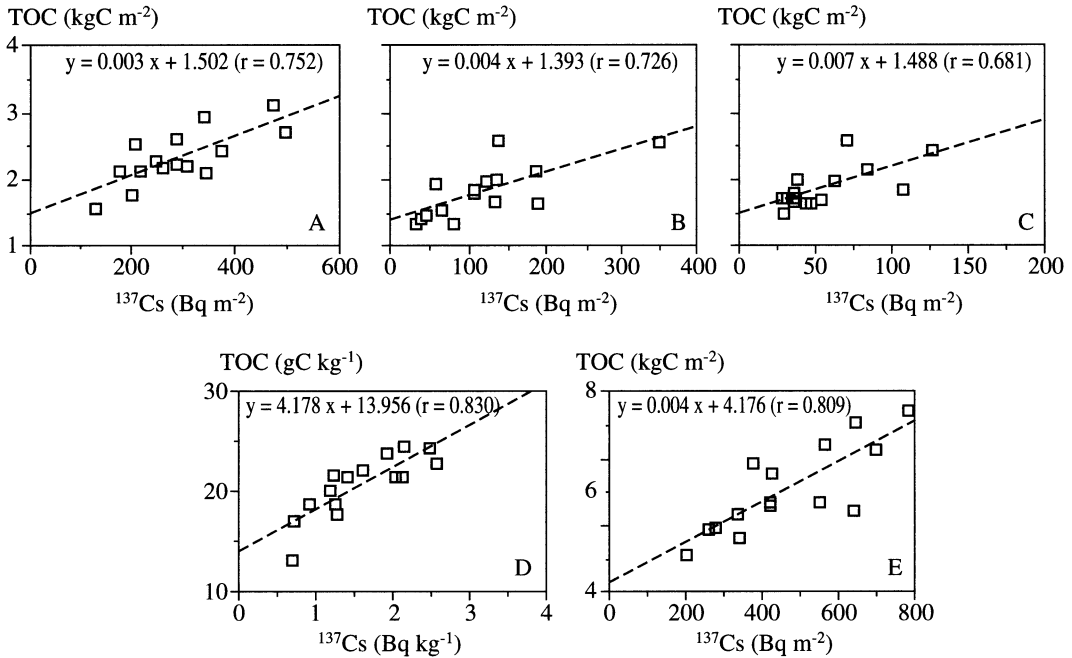 TOC (kgC m⁻²) TOC (kgC m⁻²) TOC (kgC m⁻²)
4 y = 0.003 x + 1.502 (r = 0.752) y = 0.004 x + 1.393 (r = 0.726) y = 0.007 x + 1.488 (r = 0.681)
3
2
1 A B C
0 200 400 600 0 100 200 300 400 0 50 100 150 200
¹³⁷Cs (Bq m⁻²) ¹³⁷Cs (Bq m⁻²) ¹³⁷Cs (Bq m⁻²)
TOC (gC kg⁻¹) TOC (kgC m⁻²)
30 y = 4.178 x + 13.956 (r = 0.830) 8 y = 0.004 x + 4.176 (r = 0.809)
20 6
D E
10 4
0 1 2 3 4 0 200 400 600 800
¹³⁷Cs (Bq kg⁻¹) ¹³⁷Cs (Bq m⁻²)